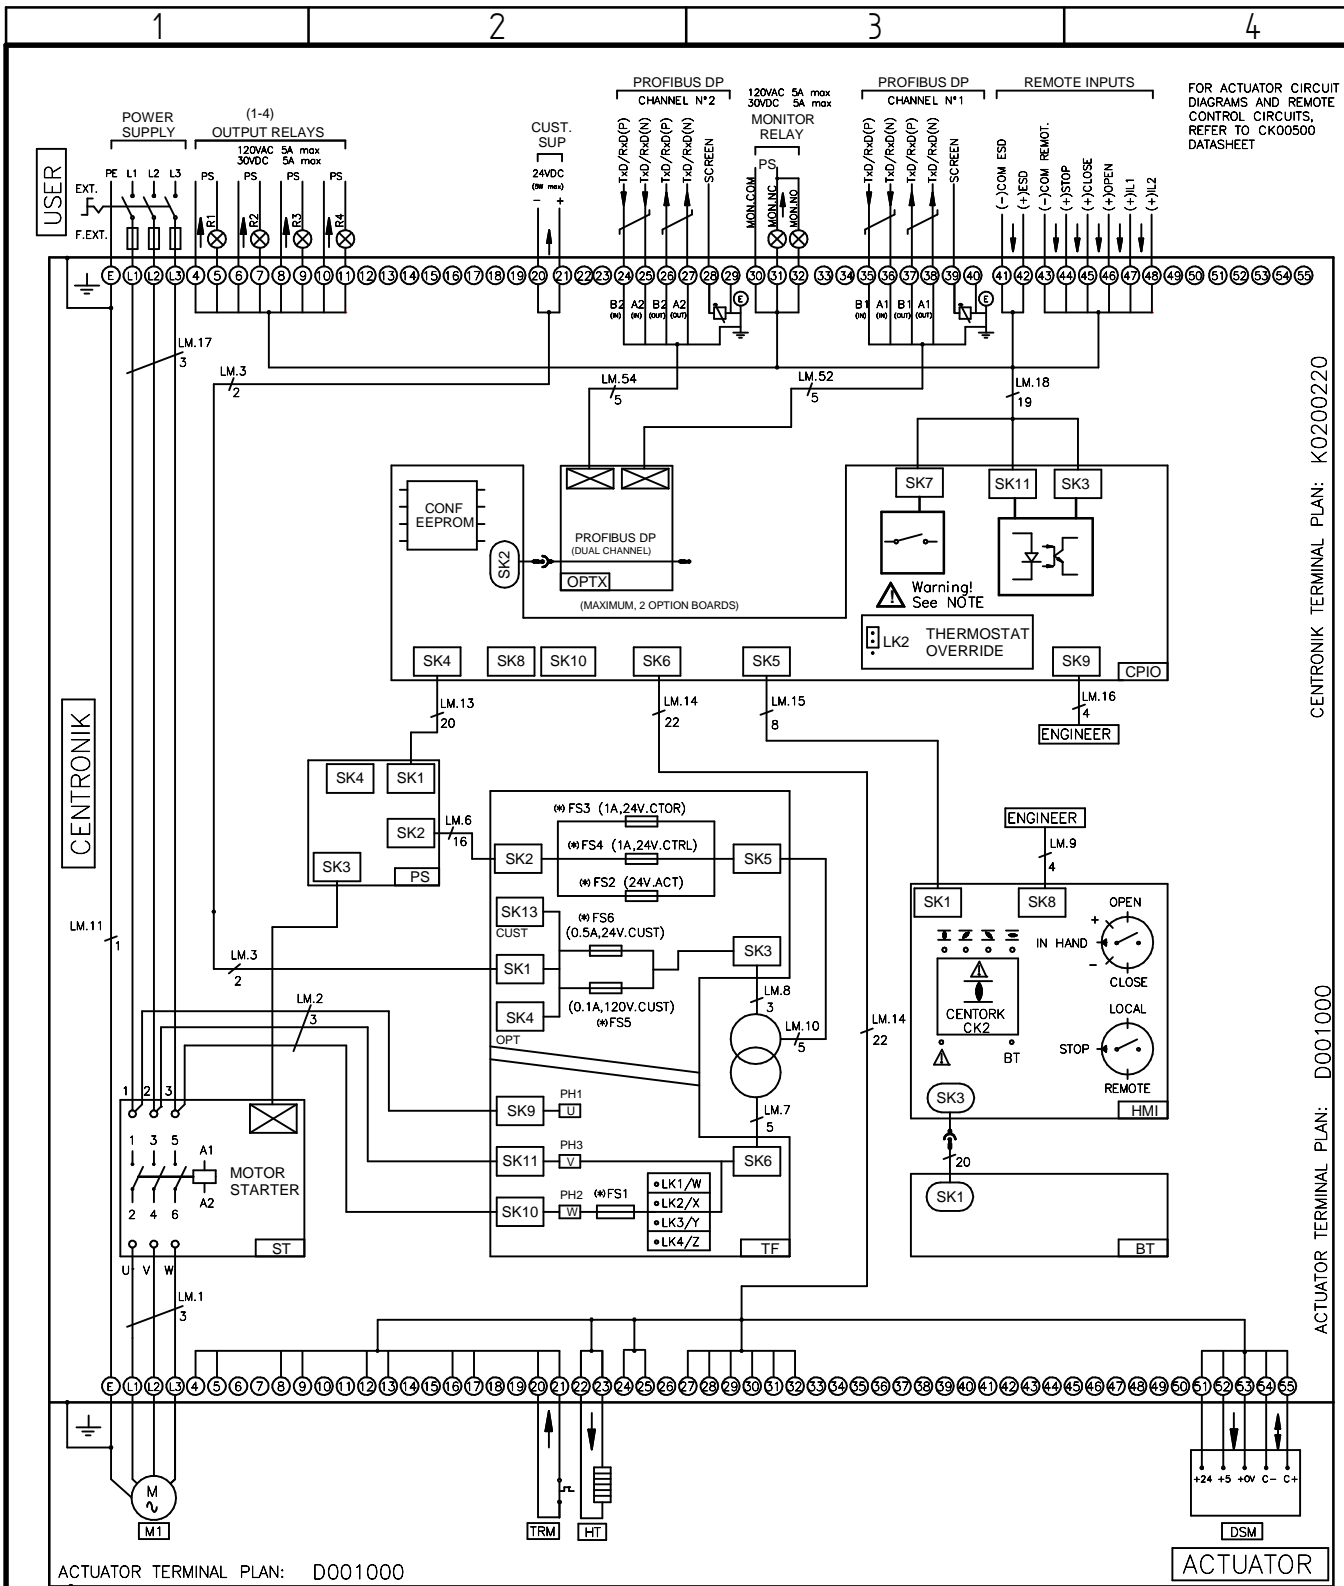 1 2 3 4
PROFIBUS DP
CHANNEL Nº2
120VAC 5A max
30VDC 5A max
MONITOR
RELAY
PS
PROFIBUS DP
CHANNEL Nº1
REMOTE INPUTS
FOR ACTUATOR CIRCUIT
DIAGRAMS AND REMOTE
CONTROL CIRCUITS,
REFER TO CK00500
DATASHEET
POWER
SUPPLY
(1-4)
OUTPUT RELAYS
120VAC 5A max
30VDC 5A max
CUST.
SUP
24VDC
(5W max)
- +
USER
EXT.
F.EXT.
PE L1 L2 L3
PS PS PS PS
R1 R2 R3 R4
TxD/RxD(P)
TxD/RxD(N)
TxD/RxD(P)
TxD/RxD(N)
SCREEN
MON.COM
MON.NC
MON.NO
TxD/RxD(P)
TxD/RxD(N)
TxD/RxD(P)
TxD/RxD(N)
SCREEN
(-)COM ESD
(+)ESD
(-)COM REMOT.
(+)STOP
(+)CLOSE
(+)OPEN
(+)IL1
(+)IL2
E L1 L2 L3 4 5 6 7 8 9 10 11 12 13 14 15 16 17 18 19 20 21 22 23 24 25 26 27 28 29 30 31 32 33 34 35 36 37 38 39 40 41 42 43 44 45 46 47 48 49 50 51 52 53 54 55
B2 A2 B2 A2
(IN) (IN) (OUT) (OUT)
E
B1 A1 B1 A1
(IN) (IN) (OUT) (OUT)
E
LM.17
3
LM.3
2
LM.54
5
LM.52
5
LM.18
19
CENTRONIK TERMINAL PLAN: K0200220
CONF
EEPROM
SK2
PROFIBUS DP
(DUAL CHANNEL)
OPTX
(MAXIMUM, 2 OPTION BOARDS)
SK7 SK11 SK3
Warning!
See NOTE
LK2
THERMOSTAT
OVERRIDE
SK4 SK8 SK10 SK6 SK5 SK9
CPIO
LM.13
20
LM.14
22
LM.15
8
LM.16
4
ENGINEER
CENTRONIK
SK4 SK1
SK2
SK3
PS
LM.6
16
(*)FS3 (1A,24V.CTOR)
(*)FS4 (1A,24V.CTRL)
(*)FS2 (24V.ACT)
SK2 SK5
SK13
CUST
(*)FS6
(0.5A,24V.CUST)
SK1 SK3
(0.1A,120V.CUST)
(*)FS5
SK4
OPT
LM.8
3
LM.10
5
LM.14
22
LM.11
1
LM.3
2
LM.2
3
ENGINEER
LM.9
4
SK1 SK8
OPEN
+
IN HAND
-
CLOSE
CENTORK
CK2
BT
LOCAL
STOP
REMOTE
SK3
HMI
20
SK1
BT
1 2 3
1 3 5
A1
A2
2 4 6
MOTOR
STARTER
ST
U V W
SK9
PH1
U
SK11
PH3
V
SK10
PH2
W
(*)FS1
LM.7
5
SK6
LK1/W
LK2/X
LK3/Y
LK4/Z
TF
LM.1
3
ACTUATOR TERMINAL PLAN: D001000
E L1 L2 L3 4 5 6 7 8 9 10 11 12 13 14 15 16 17 18 19 20 21 22 23 24 25 26 27 28 29 30 31 32 33 34 35 36 37 38 39 40 41 42 43 44 45 46 47 48 49 50 51 52 53 54 55
M
M1
TRM
HT
+24 +5 +0V C- C+
DSM
ACTUATOR TERMINAL PLAN: D001000
ACTUATOR